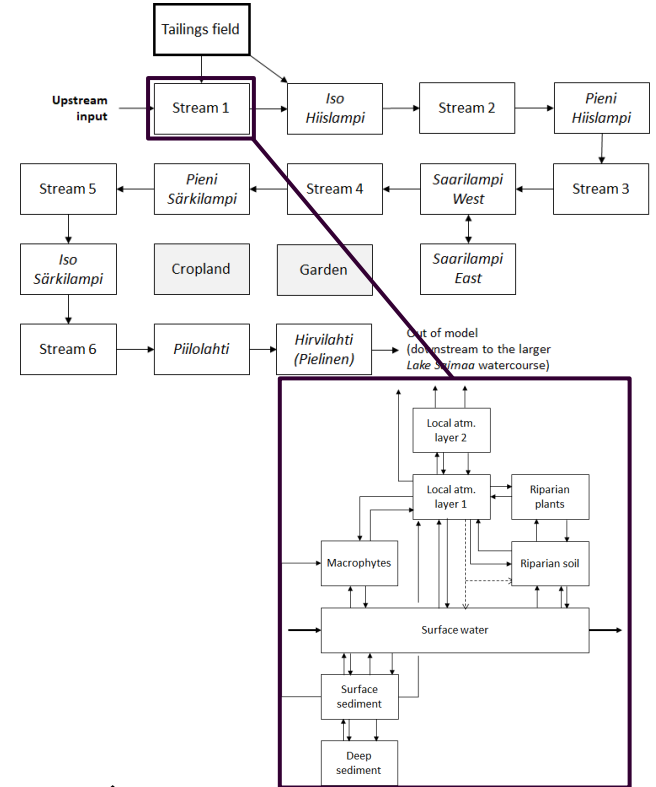 Tailings field
Upstream
input
Stream 1
Iso
Hiislampi
Stream 2
Pieni
Hiislampi
Stream 5
Pieni
Särkilampi
Stream 4
Saarilampi
West
Stream 3
Iso
Särkilampi
Cropland
Garden
Saarilampi
East
Stream 6
Piilolahti
Hirvilahti
(Pielinen)
Out of model
(downstream to the larger
Lake Saimaa watercourse)
Local atm.
layer 2
Local atm.
layer 1
Riparian
plants
Macrophytes
Riparian soil
Surface water
Surface
sediment
Deep
sediment